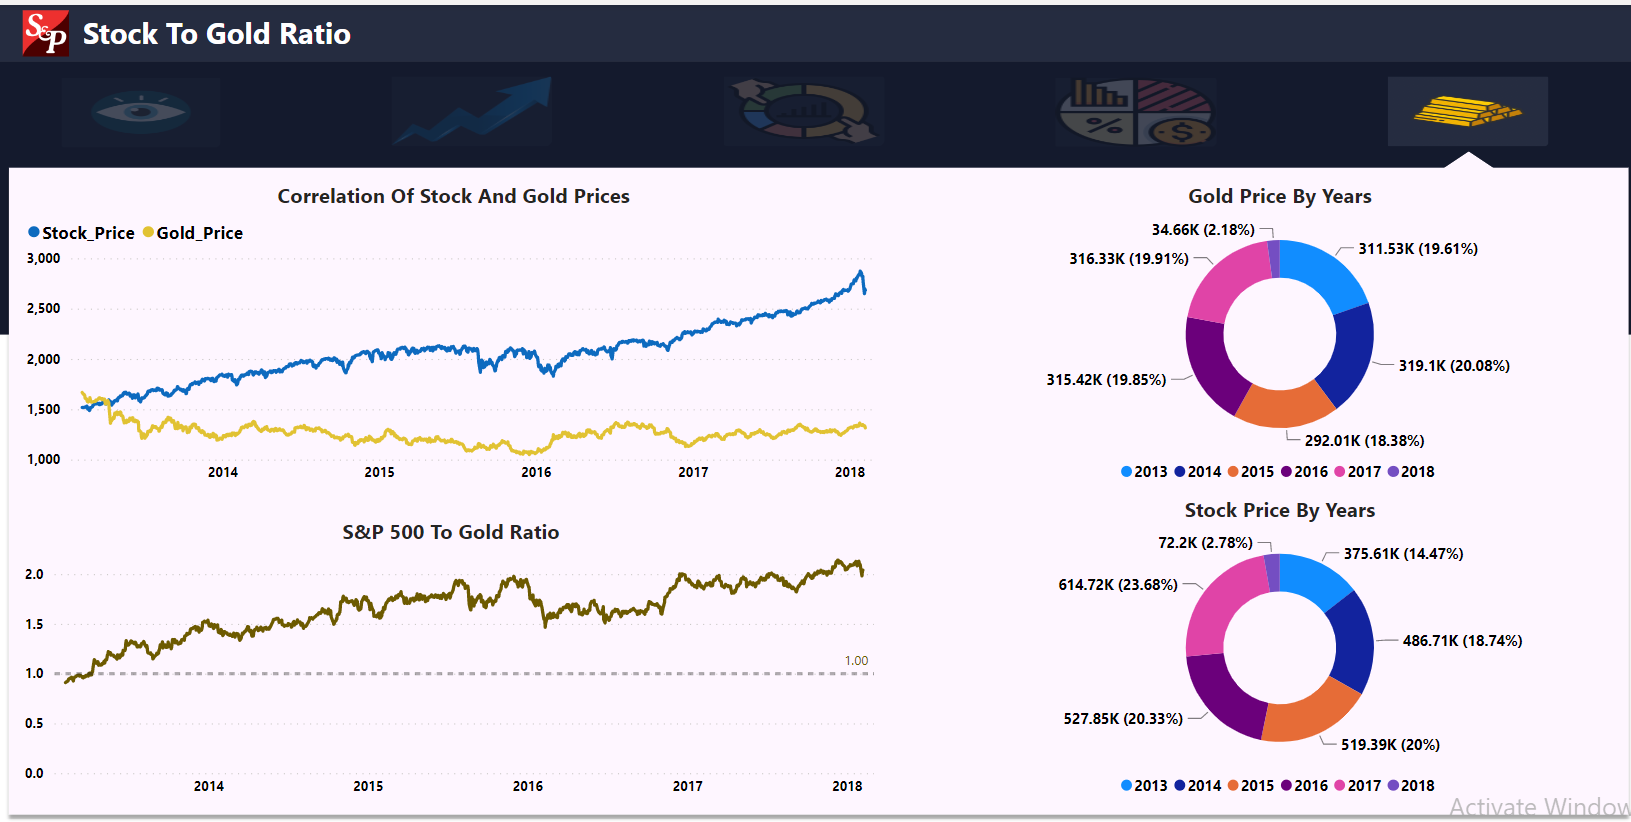 S&P Stock To Gold Ratio
Correlation Of Stock And Gold Prices
Stock_Price Gold_Price
3,000
2,500
2,000
1,500
1,000
2014 2015 2016 2017 2018
S&P 500 To Gold Ratio
2.0
1.5
1.0
0.5
0.0
1.00
2014 2015 2016 2017 2018
Gold Price By Years
34.66K (2.18%)
311.53K (19.61%)
316.33K (19.91%)
319.1K (20.08%)
315.42K (19.85%)
292.01K (18.38%)
2013 2014 2015 2016 2017 2018
Stock Price By Years
72.2K (2.78%)
375.61K (14.47%)
614.72K (23.68%)
486.71K (18.74%)
527.85K (20.33%)
519.39K (20%)
2013 2014 2015 2016 2017 2018
% $
Activate Window